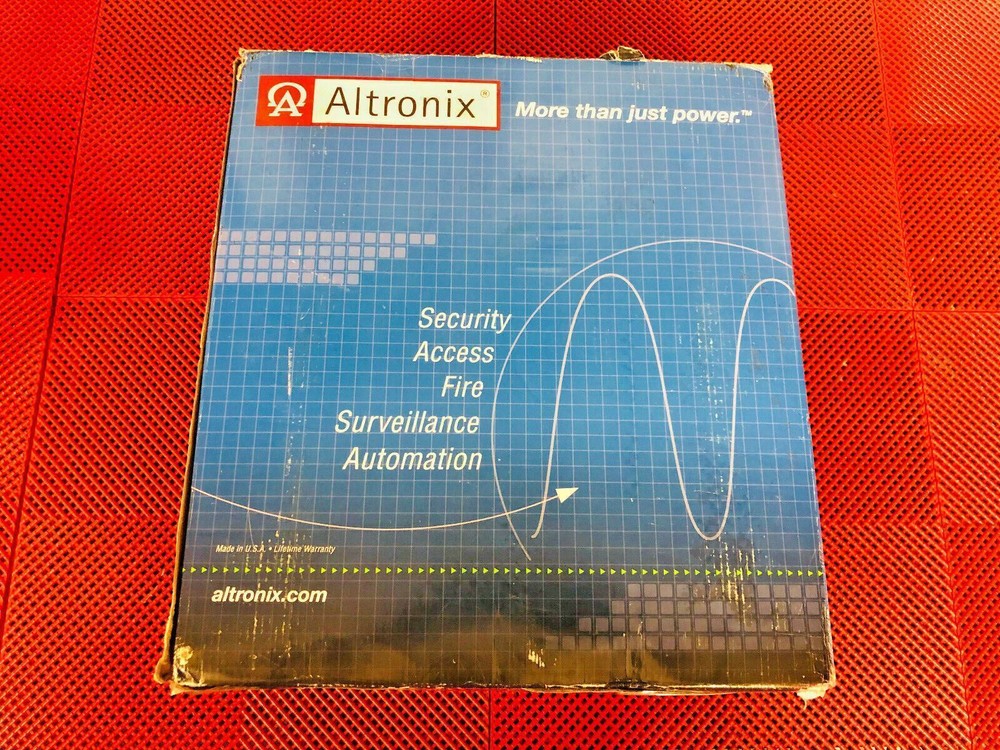 Altronix®
More than just power.™
Security
Access
Fire
Surveillance
Automation
Made in U.S.A. • Lifetime Warranty
altronix.com